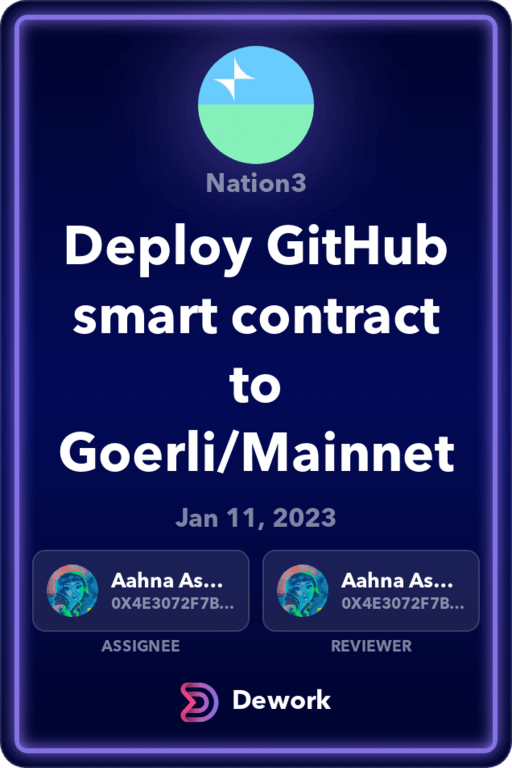 Nation3
Deploy GitHub
smart contract
to
Goerli/Mainnet
Jan 11, 2023
Aahna As... Aahna As...
0X4E3072F7B... 0X4E3072F7B...
ASSIGNEE REVIEWER
Dework